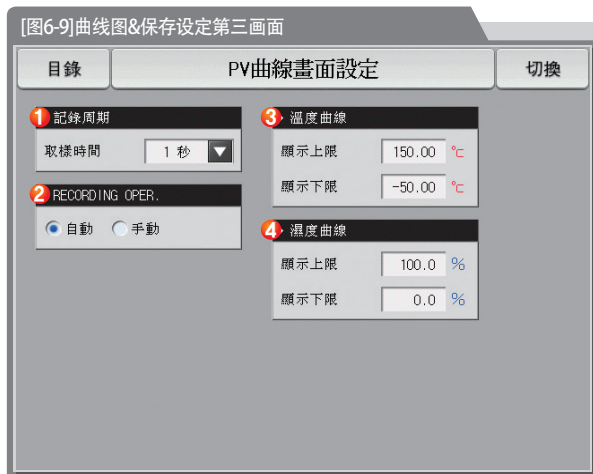 [图6-9]曲线图&保存设定第三画面
目錄 PV曲線畫面設定 切換
1 記錄周期
取樣時間 1 秒
2 RECORDING OPER.
自動 手動
3 溫度曲線
顯示上限 150.00 ℃
顯示下限 -50.00 ℃
4 濕度曲線
顯示上限 100.0 %
顯示下限 0.0 %